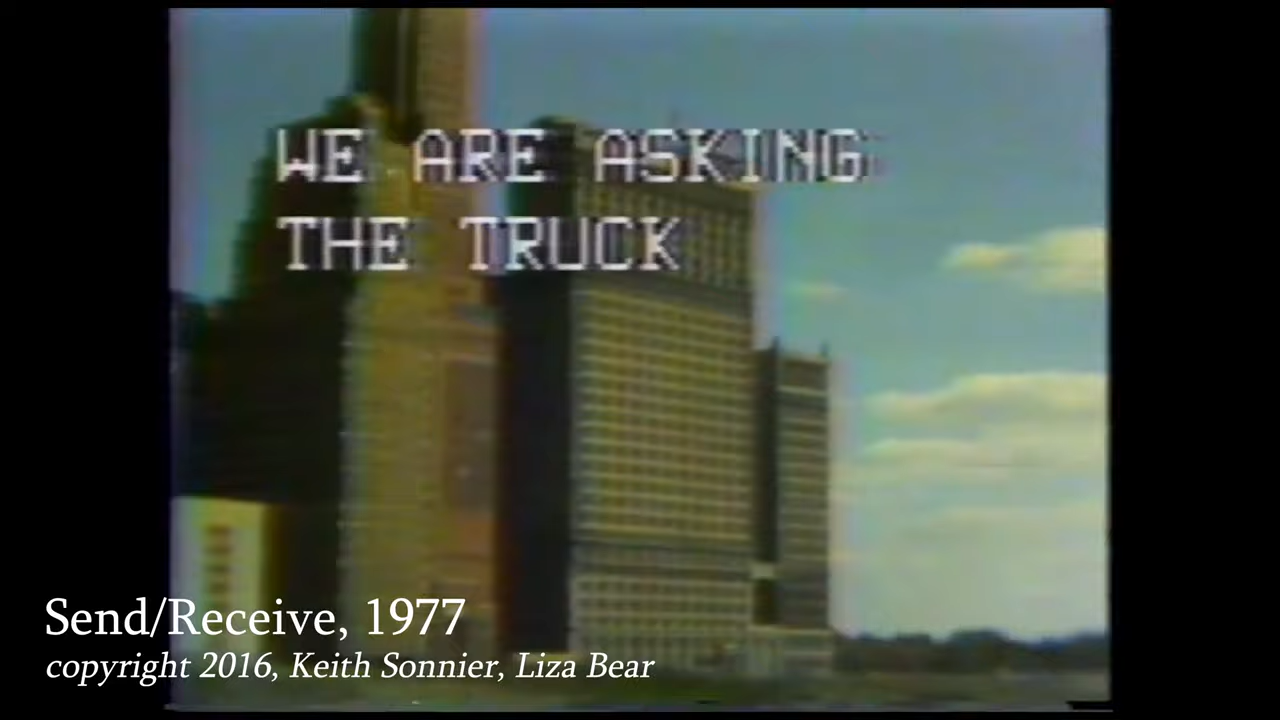 WE ARE ASKING
THE TRUCK
Send/Receive, 1977
copyright 2016, Keith Sonnier, Liza Bear